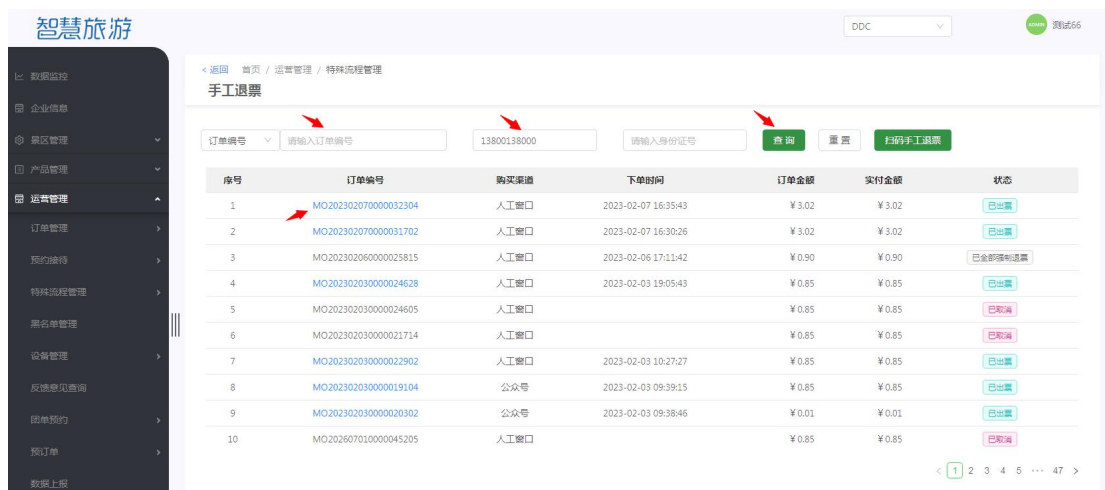 智慧旅游
DDC
ADMIN 测试66
数据监控
企业信息
景区管理
产品管理
运营管理
订单管理
预约接待
特殊流程管理
黑名单管理
设备管理
反馈意见查询
团单预约
预订单
数据上报
< 返回 首页 / 运营管理 / 特殊流程管理
手工退票
订单编号 请输入订单编号 13800138000 请输入身份证号 查询 重置 扫码手工退票
序号 订单编号 购买渠道 下单时间 订单金额 实付金额 状态
1 MO202302070000032304 人工窗口 2023-02-07 16:35:43 ¥ 3.02 ¥ 3.02 已出票
2 MO202302070000031702 人工窗口 2023-02-07 16:30:26 ¥ 3.02 ¥ 3.02 已出票
3 MO202302060000025815 人工窗口 2023-02-06 17:11:42 ¥ 0.90 ¥ 0.90 已全部强制退票
4 MO202302030000024628 人工窗口 2023-02-03 19:05:43 ¥ 0.85 ¥ 0.85 已出票
5 MO202302030000024605 人工窗口 ¥ 0.85 ¥ 0.85 已取消
6 MO202302030000021714 人工窗口 ¥ 0.85 ¥ 0.85 已取消
7 MO202302030000022902 人工窗口 2023-02-03 10:27:27 ¥ 0.85 ¥ 0.85 已出票
8 MO202302030000019104 公众号 2023-02-03 09:39:15 ¥ 0.85 ¥ 0.85 已出票
9 MO202302030000020302 公众号 2023-02-03 09:38:46 ¥ 0.01 ¥ 0.01 已出票
10 MO202607010000045205 人工窗口 ¥ 0.85 ¥ 0.85 已取消
< 1 2 3 4 5 ··· 47 >